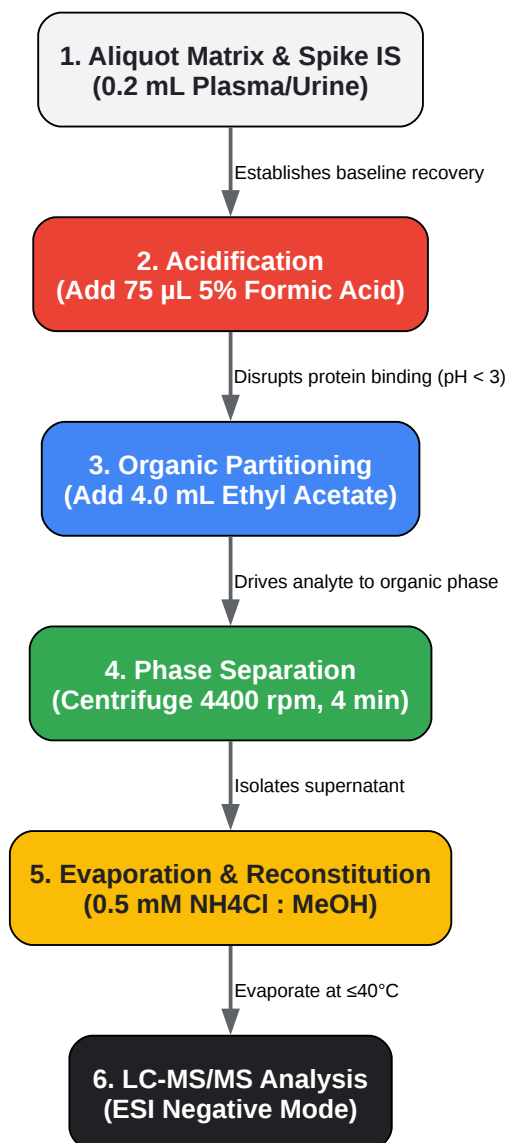 1. Aliquot Matrix & Spike IS
(0.2 mL Plasma/Urine)
Establishes baseline recovery
2. Acidification
(Add 75 µL 5% Formic Acid)
Disrupts protein binding (pH < 3)
3. Organic Partitioning
(Add 4.0 mL Ethyl Acetate)
Drives analyte to organic phase
4. Phase Separation
(Centrifuge 4400 rpm, 4 min)
Isolates supernatant
5. Evaporation & Reconstitution
(0.5 mM NH4Cl : MeOH)
Evaporate at ≤40°C
6. LC-MS/MS Analysis
(ESI Negative Mode)